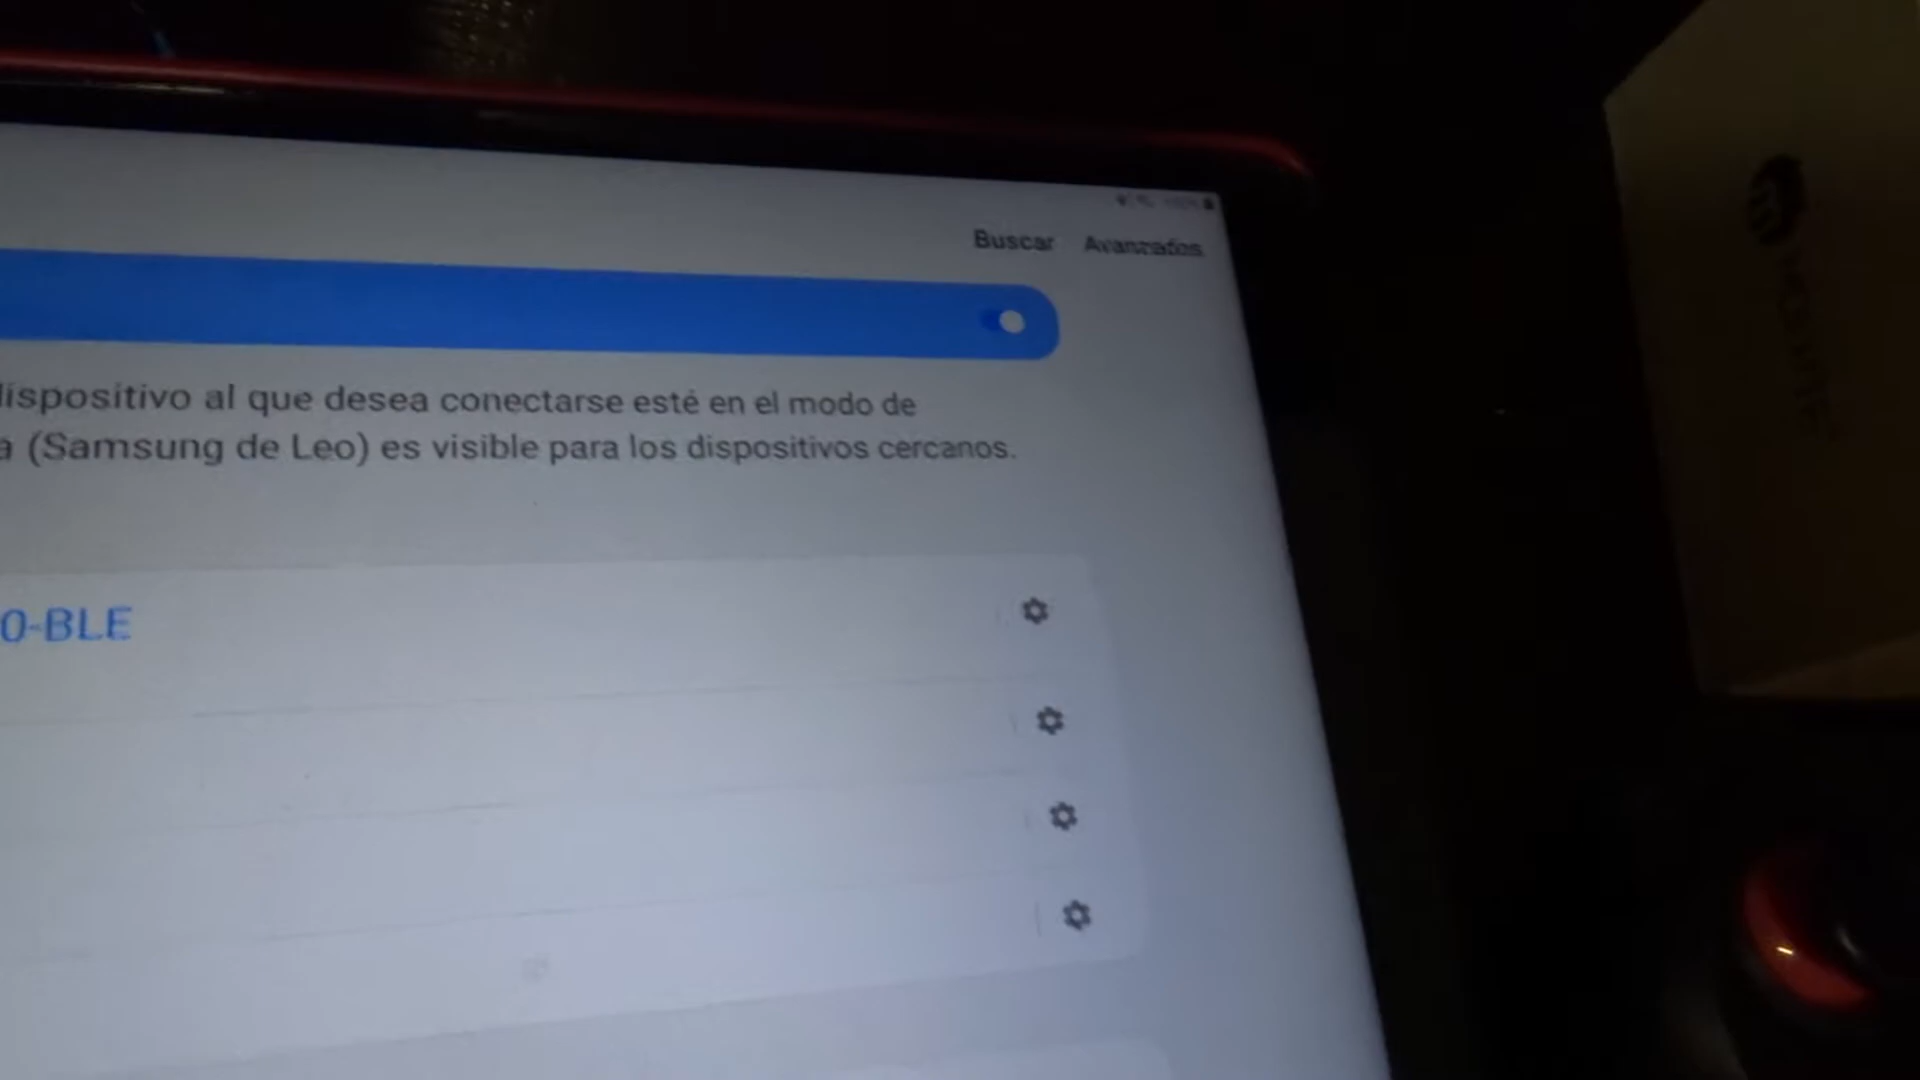 Buscar Avanzados
dispositivo al que desea conectarse esté en el modo de
a (Samsung de Leo) es visible para los dispositivos cercanos.
0-BLE